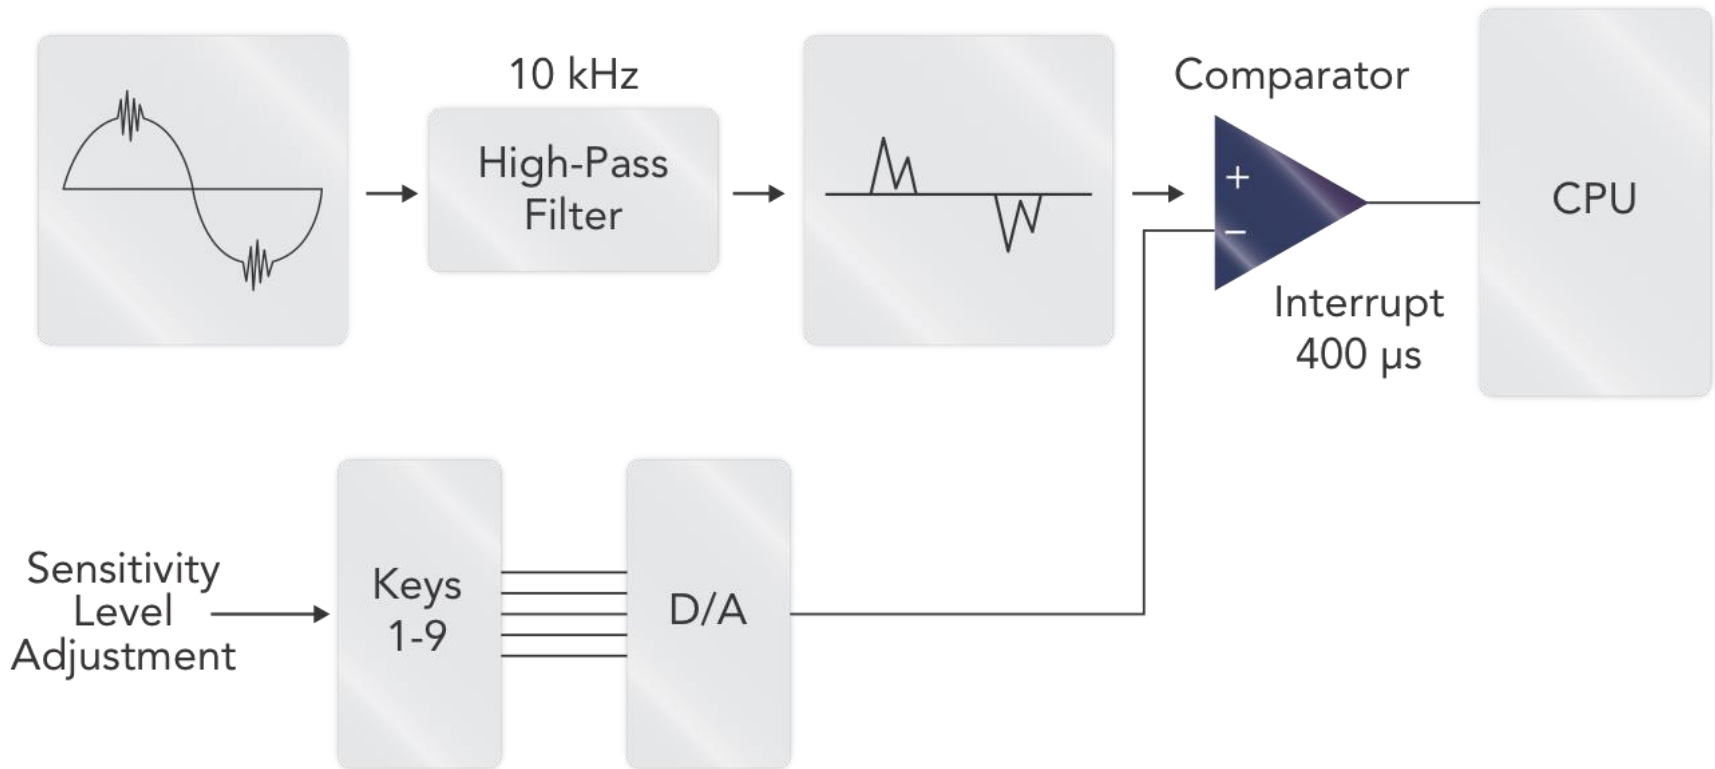 10 kHz
High-Pass
Filter
Comparator
+
−
CPU
Interrupt
400 μs
Sensitivity
Level
Adjustment
Keys
1-9
D/A